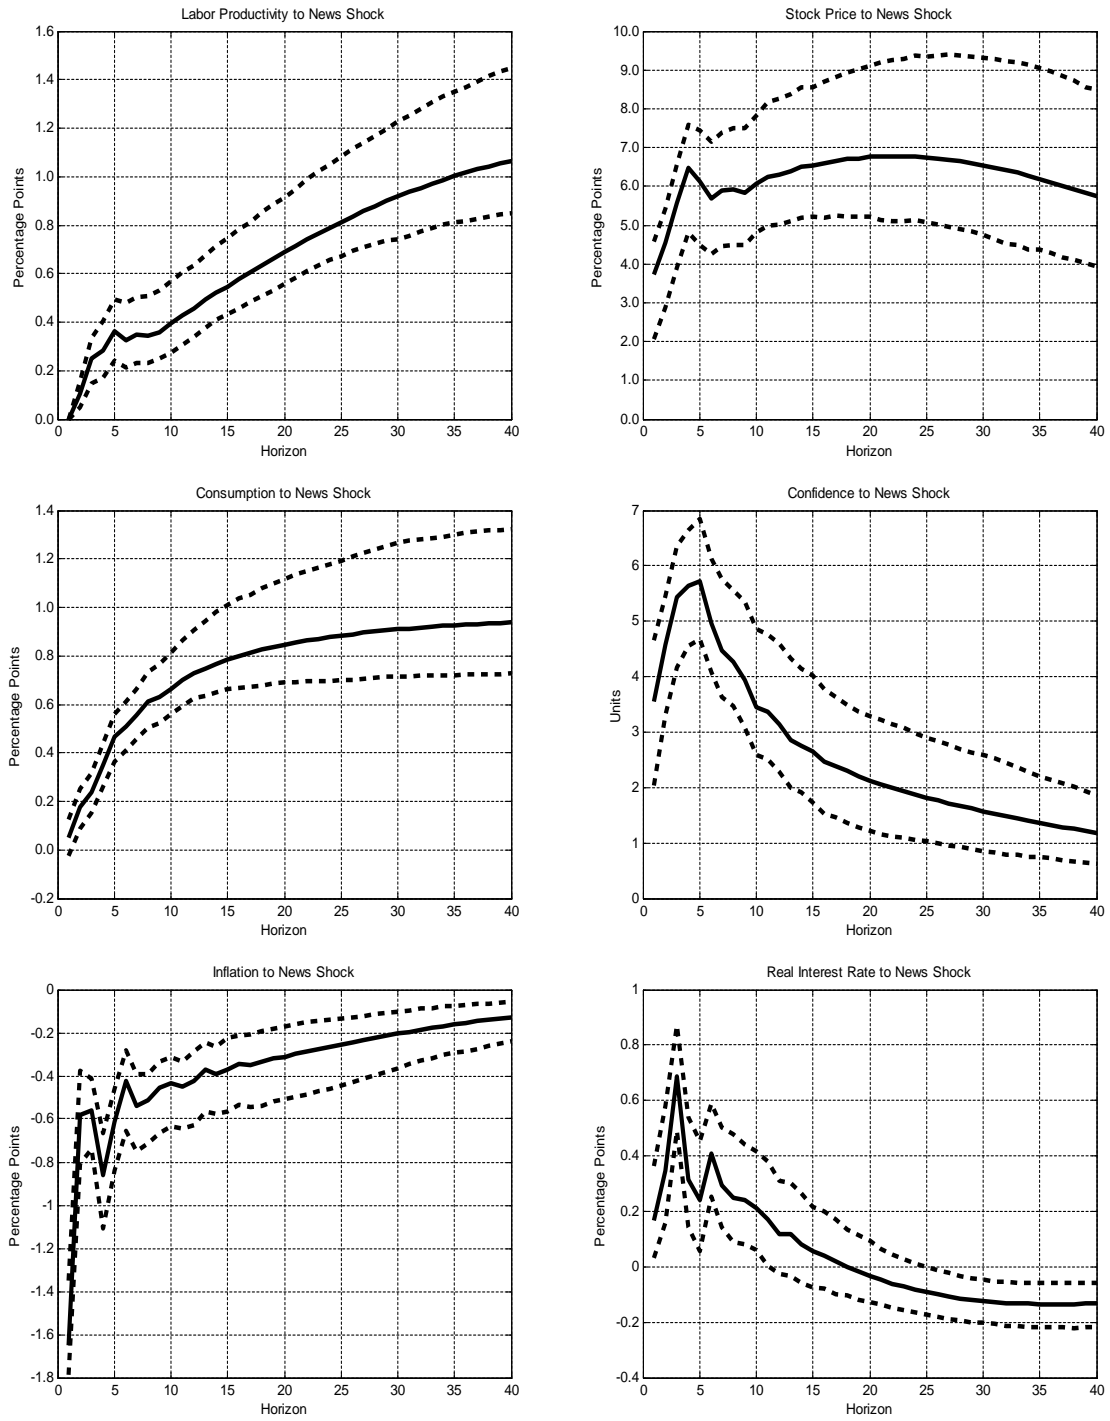 Labor Productivity to News Shock
Percentage Points
1.6
1.4
1.2
1.0
0.8
0.6
0.4
0.2
0.0
0 5 10 15 20 25 30 35 40
Horizon
Stock Price to News Shock
Percentage Points
10.0
9.0
8.0
7.0
6.0
5.0
4.0
3.0
2.0
1.0
0.0
0 5 10 15 20 25 30 35 40
Horizon
Consumption to News Shock
Percentage Points
1.4
1.2
1.0
0.8
0.6
0.4
0.2
0.0
-0.2
0 5 10 15 20 25 30 35 40
Horizon
Confidence to News Shock
Units
7
6
5
4
3
2
1
0
0 5 10 15 20 25 30 35 40
Horizon
Inflation to News Shock
Percentage Points
0
-0.2
-0.4
-0.6
-0.8
-1
-1.2
-1.4
-1.6
-1.8
0 5 10 15 20 25 30 35 40
Horizon
Real Interest Rate to News Shock
Percentage Points
1
0.8
0.6
0.4
0.2
0
-0.2
-0.4
0 5 10 15 20 25 30 35 40
Horizon